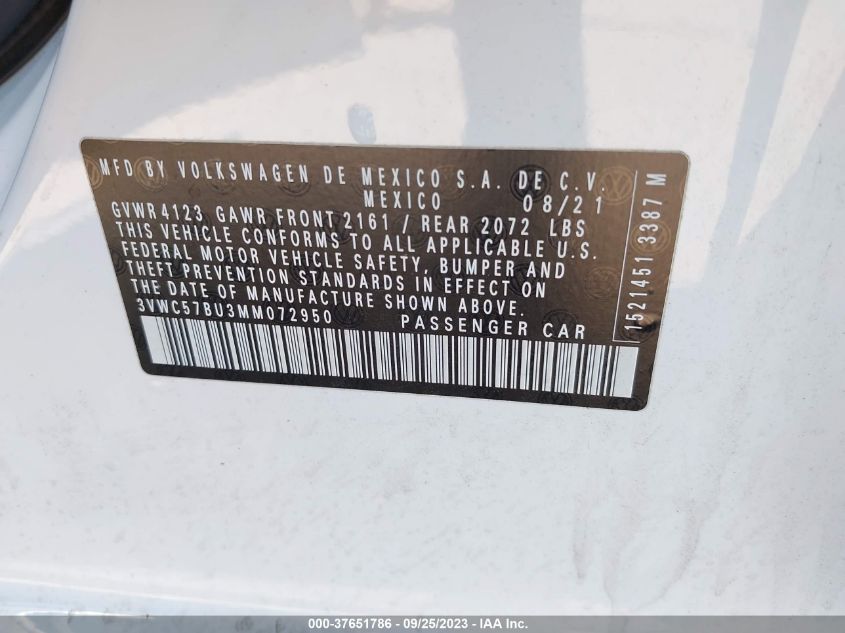 MFD BY VOLKSWAGEN DE MEXICO S.A. DE C.V.
MEXICO 08/21
GVWR 4123 GAWR FRONT 2161 / REAR 2072 LBS
THIS VEHICLE CONFORMS TO ALL APPLICABLE U.S.
FEDERAL MOTOR VEHICLE SAFETY, BUMPER AND
THEFT PREVENTION STANDARDS IN EFFECT ON
THE DATE OF MANUFACTURE SHOWN ABOVE.
3VWC57BU3MM072950 PASSENGER CAR
1521451 3387 M
000-37651786 / 09/25/2023 / IAA Inc.